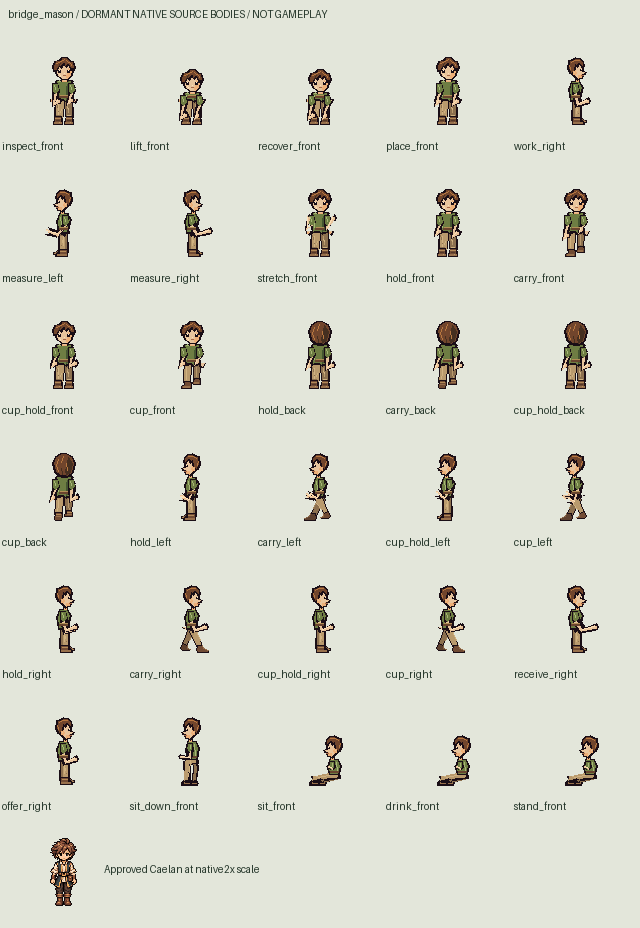 bridge_mason / DORMANT NATIVE SOURCE BODIES / NOT GAMEPLAY
inspect_front lift_front recover_front place_front work_right
measure_left measure_right stretch_front hold_front carry_front
cup_hold_front cup_front hold_back carry_back cup_hold_back
cup_back hold_left carry_left cup_hold_left cup_left
hold_right carry_right cup_hold_right cup_right receive_right
offer_right sit_down_front sit_front drink_front stand_front
Approved Caelan at native2x scale